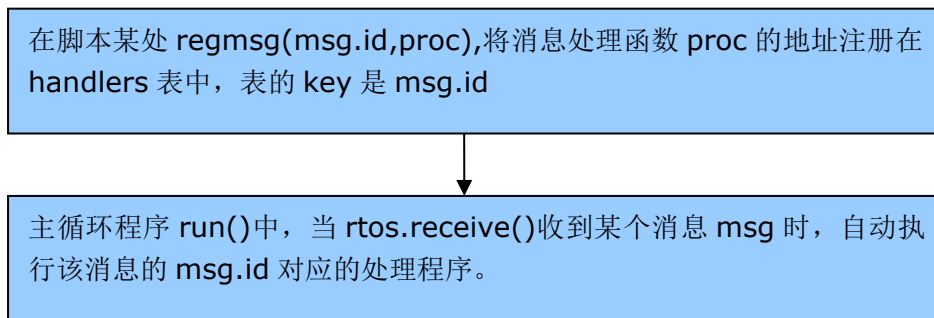 在脚本某处 regmsg(msg.id,proc),将消息处理函数 proc 的地址注册在
handlers 表中，表的 key 是 msg.id
主循环程序 run()中，当 rtos.receive()收到某个消息 msg 时，自动执
行该消息的 msg.id 对应的处理程序。